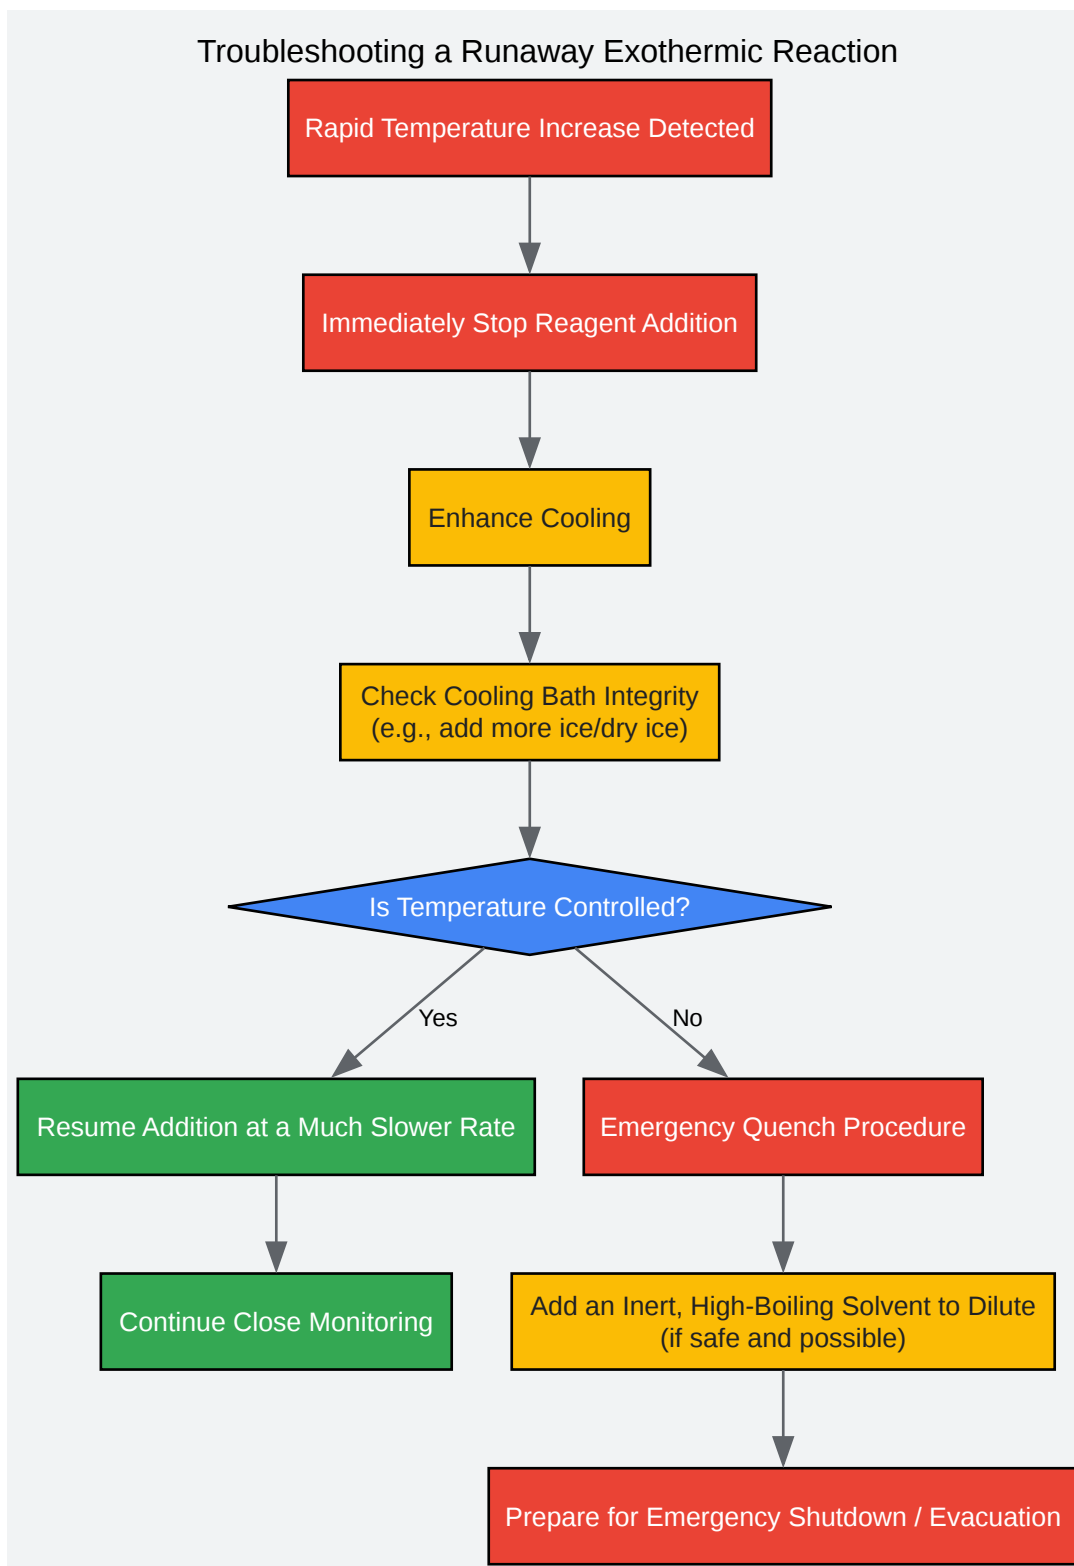 Troubleshooting a Runaway Exothermic Reaction
Rapid Temperature Increase Detected
Immediately Stop Reagent Addition
Enhance Cooling
Check Cooling Bath Integrity
(e.g., add more ice/dry ice)
Is Temperature Controlled?
Yes
No
Resume Addition at a Much Slower Rate
Emergency Quench Procedure
Continue Close Monitoring
Add an Inert, High-Boiling Solvent to Dilute
(if safe and possible)
Prepare for Emergency Shutdown / Evacuation